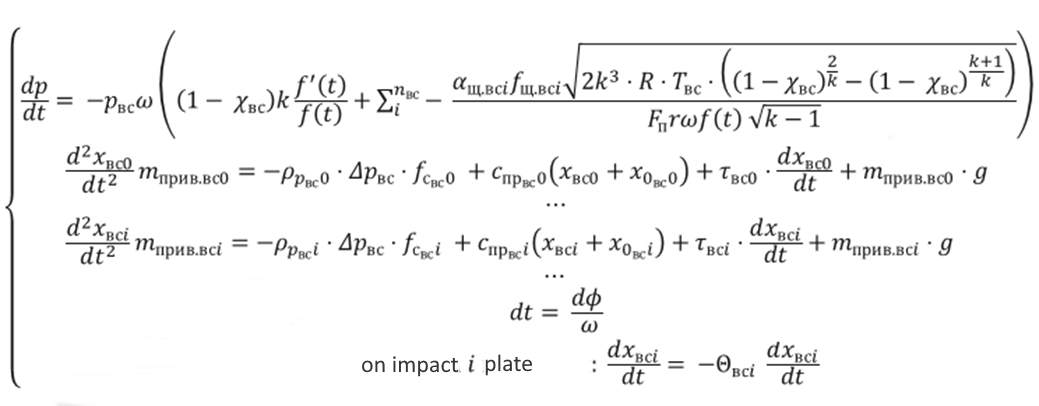 dp/dt = −p_вс ω ( (1 − χ_вс)k f′(t)/f(t) + Σ_i^{n_вс} − α_щ.всi f_щ.всi √(2k³ · R · T_вс · ((1 − χ_вс)^{2/k} − (1 − χ_вс)^{(k+1)/k})) / (F_п rωf(t) √(k − 1)) )
d²x_вс0/dt² m_прив.вс0 = −ρ_{p_вс0} · Δp_вс · f_{c_вс0} + c_{пр_вс0}(x_вс0 + x_{0_вс0}) + τ_вс0 · dx_вс0/dt + m_прив.вс0 · g
...
d²x_всi/dt² m_прив.всi = −ρ_{p_всi} · Δp_вс · f_{c_всi} + c_{пр_всi}(x_всi + x_{0_всi}) + τ_всi · dx_всi/dt + m_прив.всi · g
...
dt = dϕ/ω
on impact i plate : dx_всi/dt = −Θ_всi dx_всi/dt